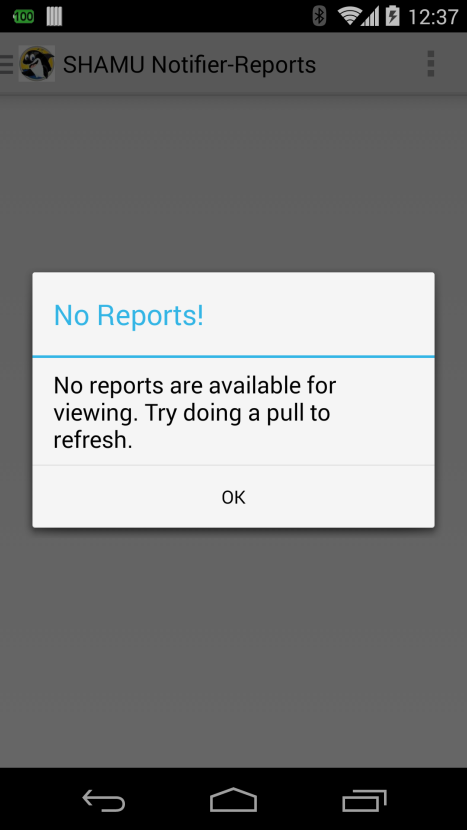 100
12:37
SHAMU Notifier-Reports
No Reports!
No reports are available for
viewing. Try doing a pull to
refresh.
OK